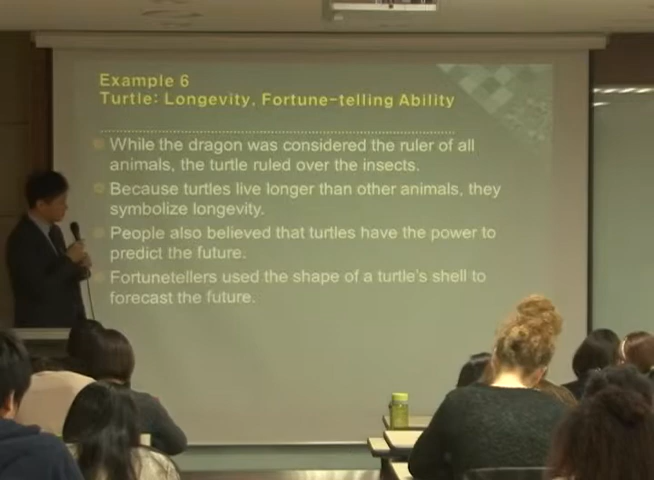 Example 6
Turtle: Longevity, Fortune-telling Ability
While the dragon was considered the ruler of all
animals, the turtle ruled over the insects.
Because turtles live longer than other animals, they
symbolize longevity.
People also believed that turtles have the power to
predict the future.
Fortunetellers used the shape of a turtle's shell to
forecast the future.